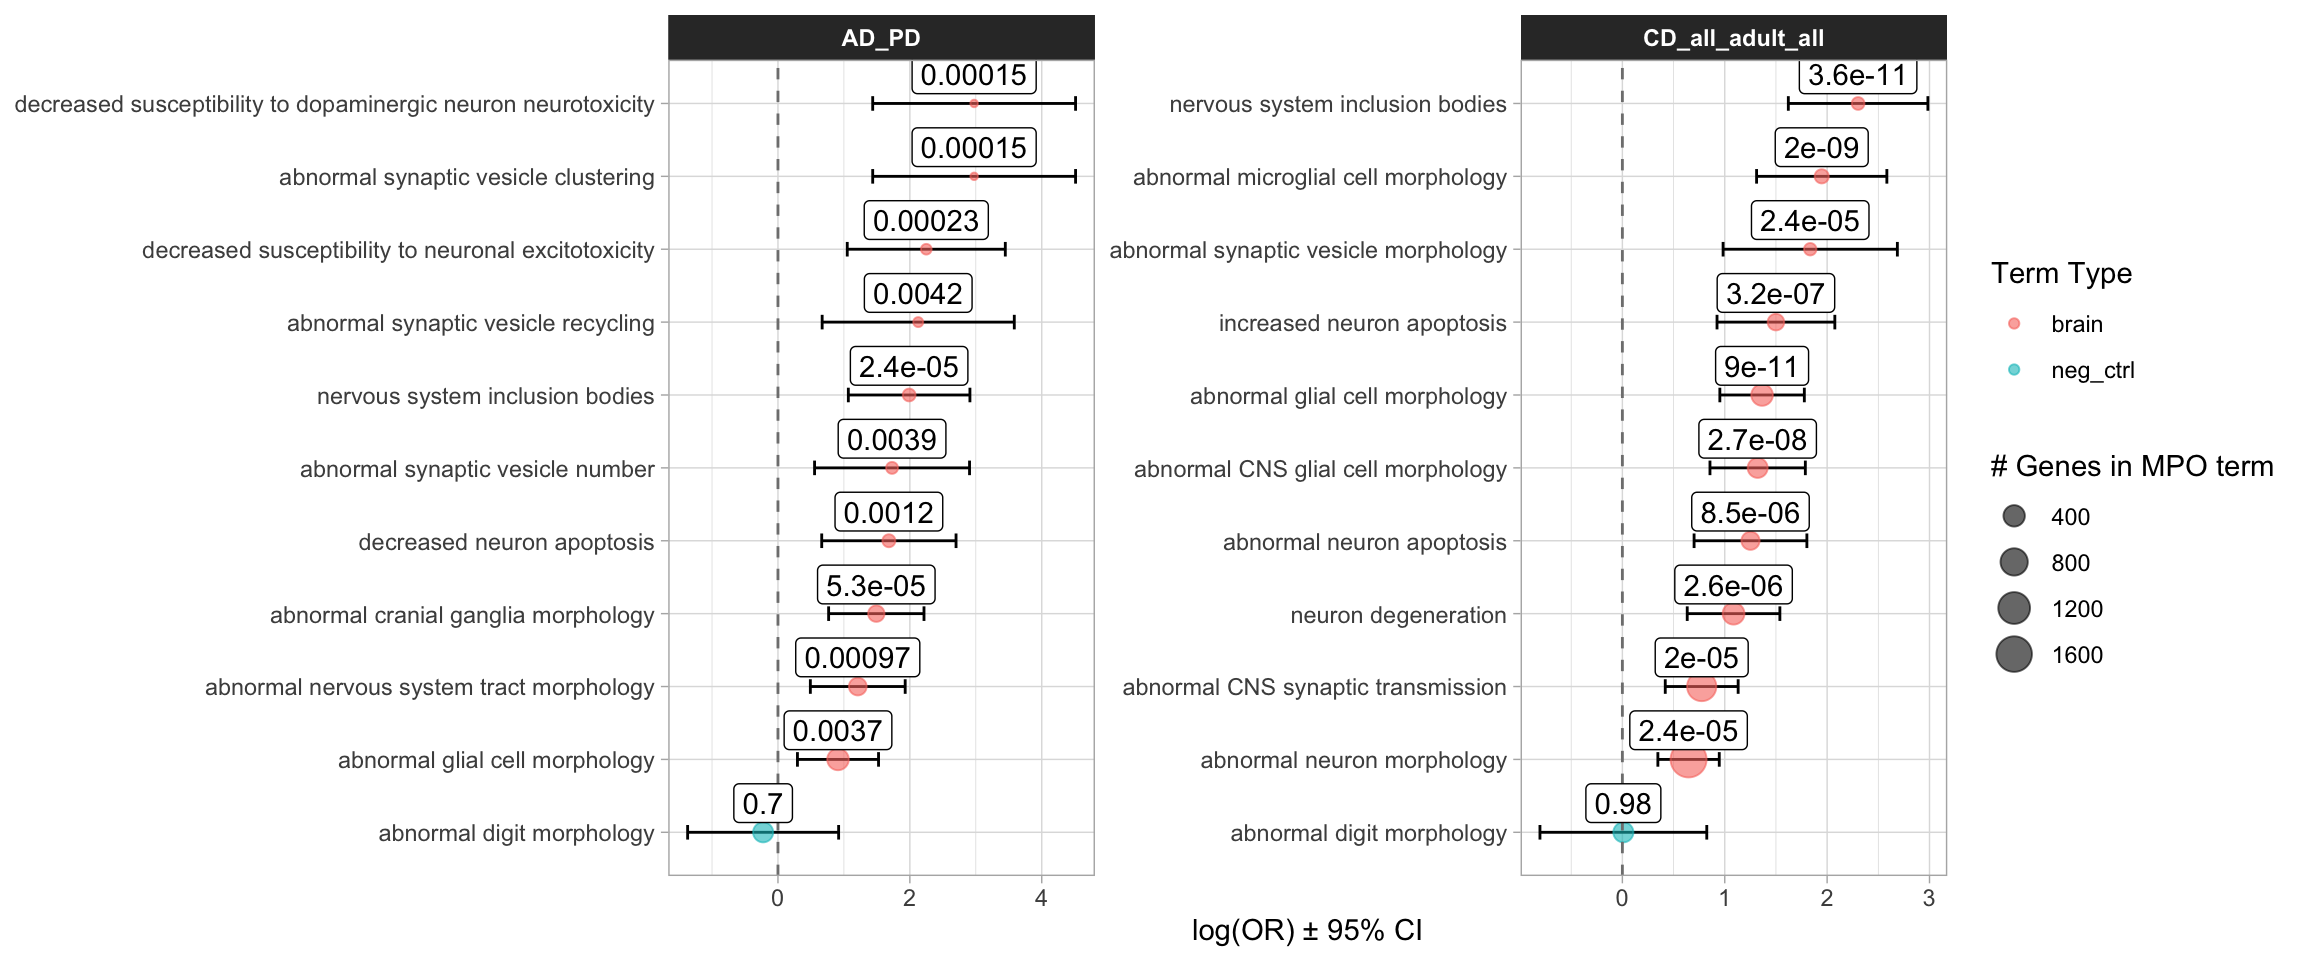 AD_PD
0.00015
decreased susceptibility to dopaminergic neuron neurotoxicity
0.00015
abnormal synaptic vesicle clustering
0.00023
decreased susceptibility to neuronal excitotoxicity
0.0042
abnormal synaptic vesicle recycling
2.4e-05
nervous system inclusion bodies
0.0039
abnormal synaptic vesicle number
0.0012
decreased neuron apoptosis
5.3e-05
abnormal cranial ganglia morphology
0.00097
abnormal nervous system tract morphology
0.0037
abnormal glial cell morphology
0.7
abnormal digit morphology
0 2 4
CD_all_adult_all
3.6e-11
nervous system inclusion bodies
2e-09
abnormal microglial cell morphology
2.4e-05
abnormal synaptic vesicle morphology
3.2e-07
increased neuron apoptosis
9e-11
abnormal glial cell morphology
2.7e-08
abnormal CNS glial cell morphology
8.5e-06
abnormal neuron apoptosis
2.6e-06
neuron degeneration
2e-05
abnormal CNS synaptic transmission
2.4e-05
abnormal neuron morphology
0.98
abnormal digit morphology
0 1 2 3
log(OR) ± 95% CI
Term Type
brain
neg_ctrl
# Genes in MPO term
400
800
1200
1600